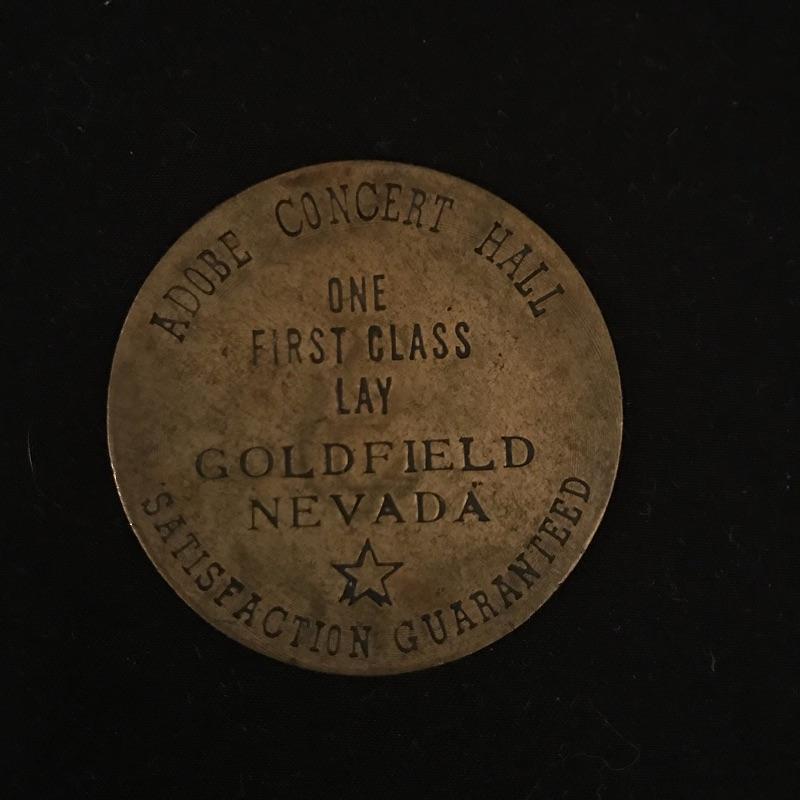 ADOBE CONCERT HALL
ONE
FIRST CLASS
LAY
GOLDFIELD
NEVADA
SATISFACTION GUARANTEED